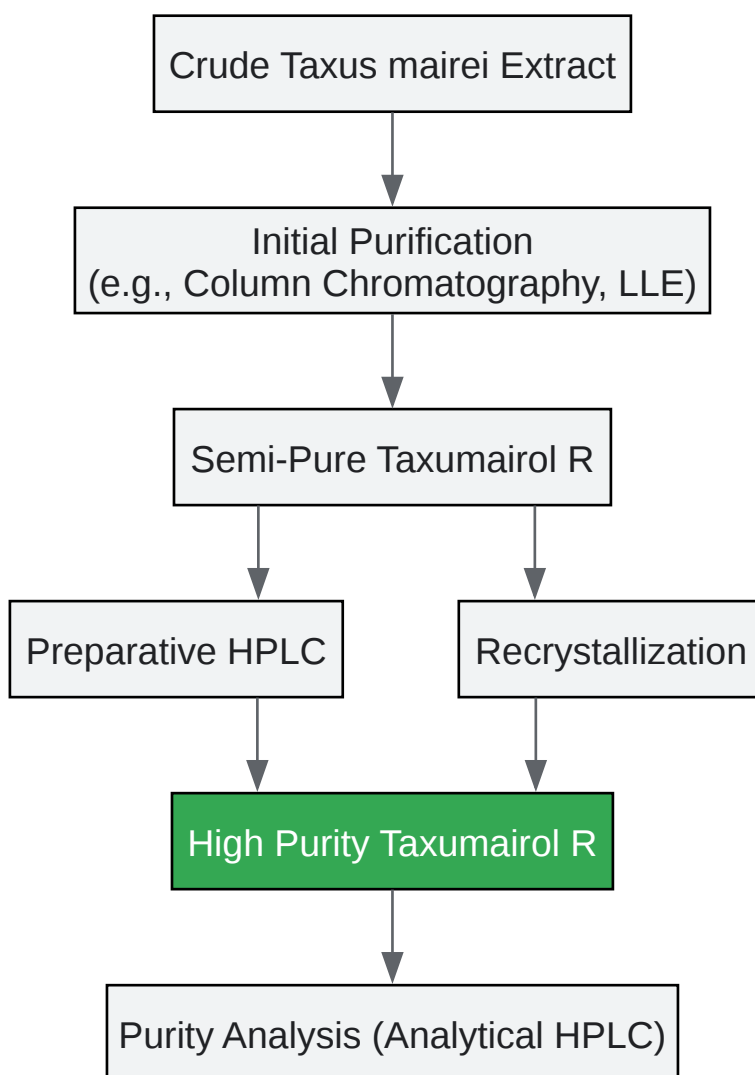 Crude Taxus mairei Extract
Initial Purification
(e.g., Column Chromatography, LLE)
Semi-Pure Taxumairol R
Preparative HPLC
Recrystallization
High Purity Taxumairol R
Purity Analysis (Analytical HPLC)